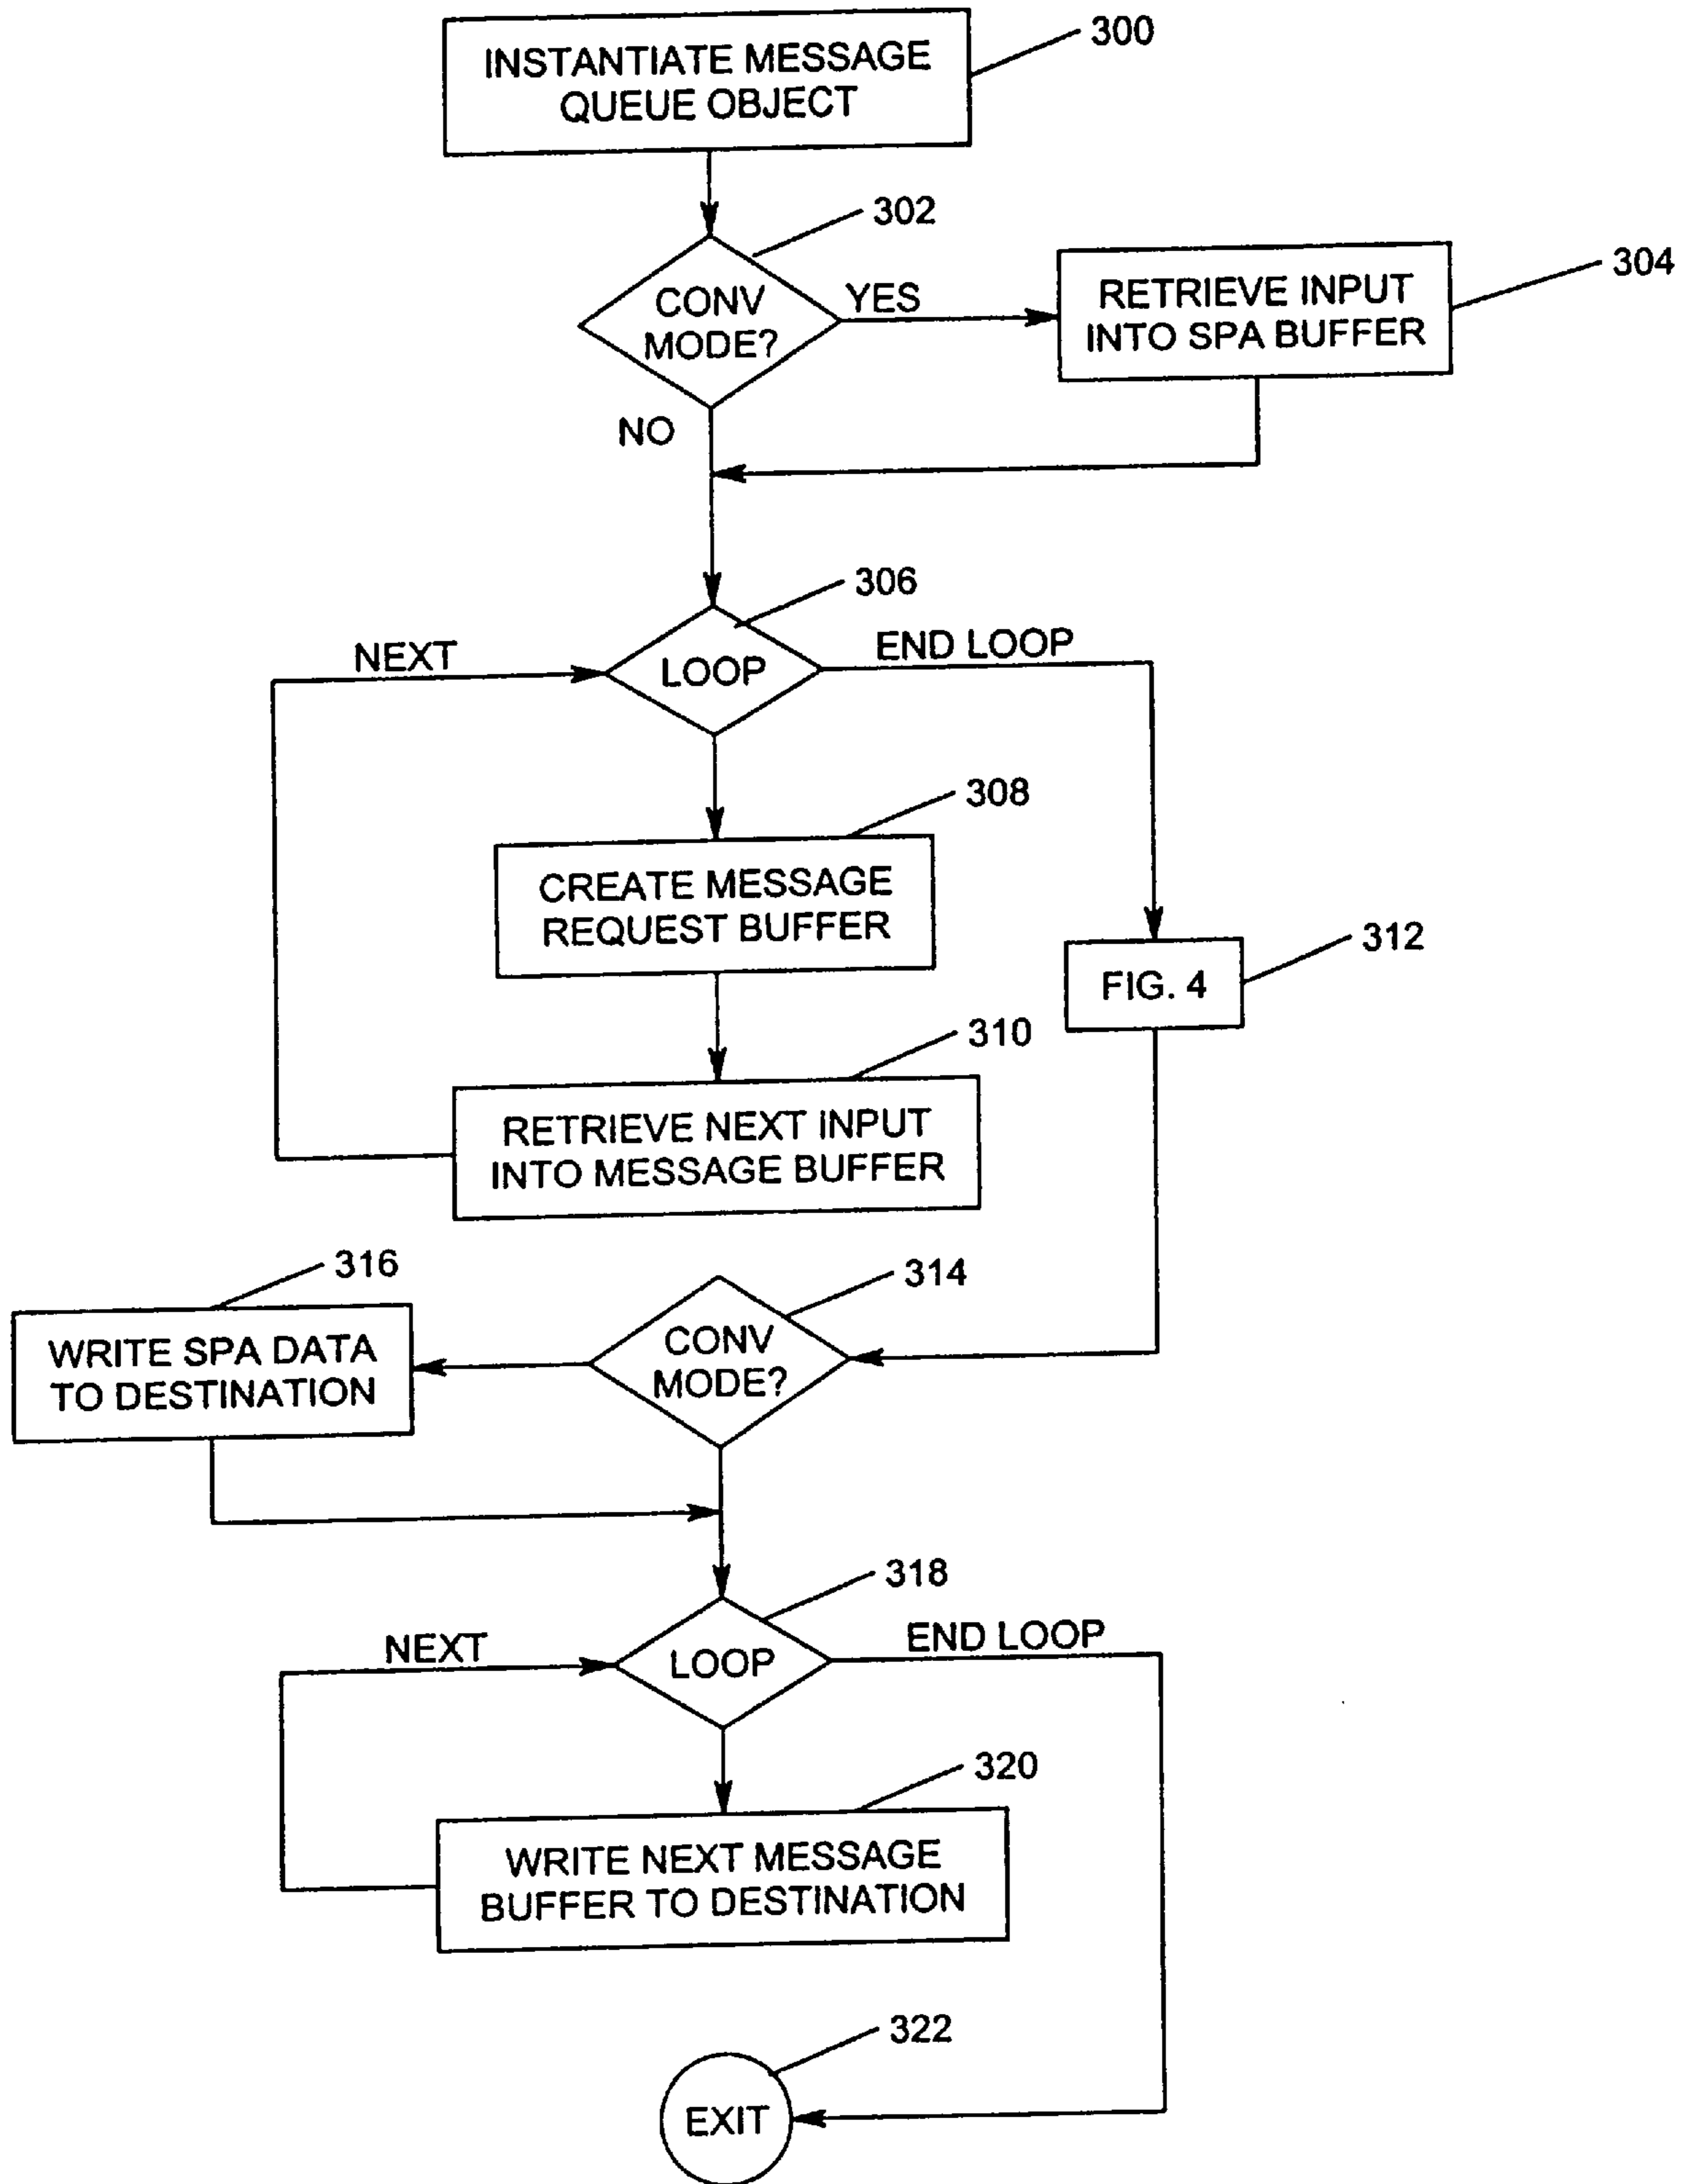 INSTANTIATE MESSAGE
QUEUE OBJECT
300
302
CONV
MODE?
YES
RETRIEVE INPUT
INTO SPA BUFFER
304
NO
306
NEXT
LOOP
END LOOP
308
CREATE MESSAGE
REQUEST BUFFER
FIG. 4
312
310
RETRIEVE NEXT INPUT
INTO MESSAGE BUFFER
316
314
WRITE SPA DATA
TO DESTINATION
CONV
MODE?
318
NEXT
LOOP
END LOOP
320
WRITE NEXT MESSAGE
BUFFER TO DESTINATION
322
EXIT